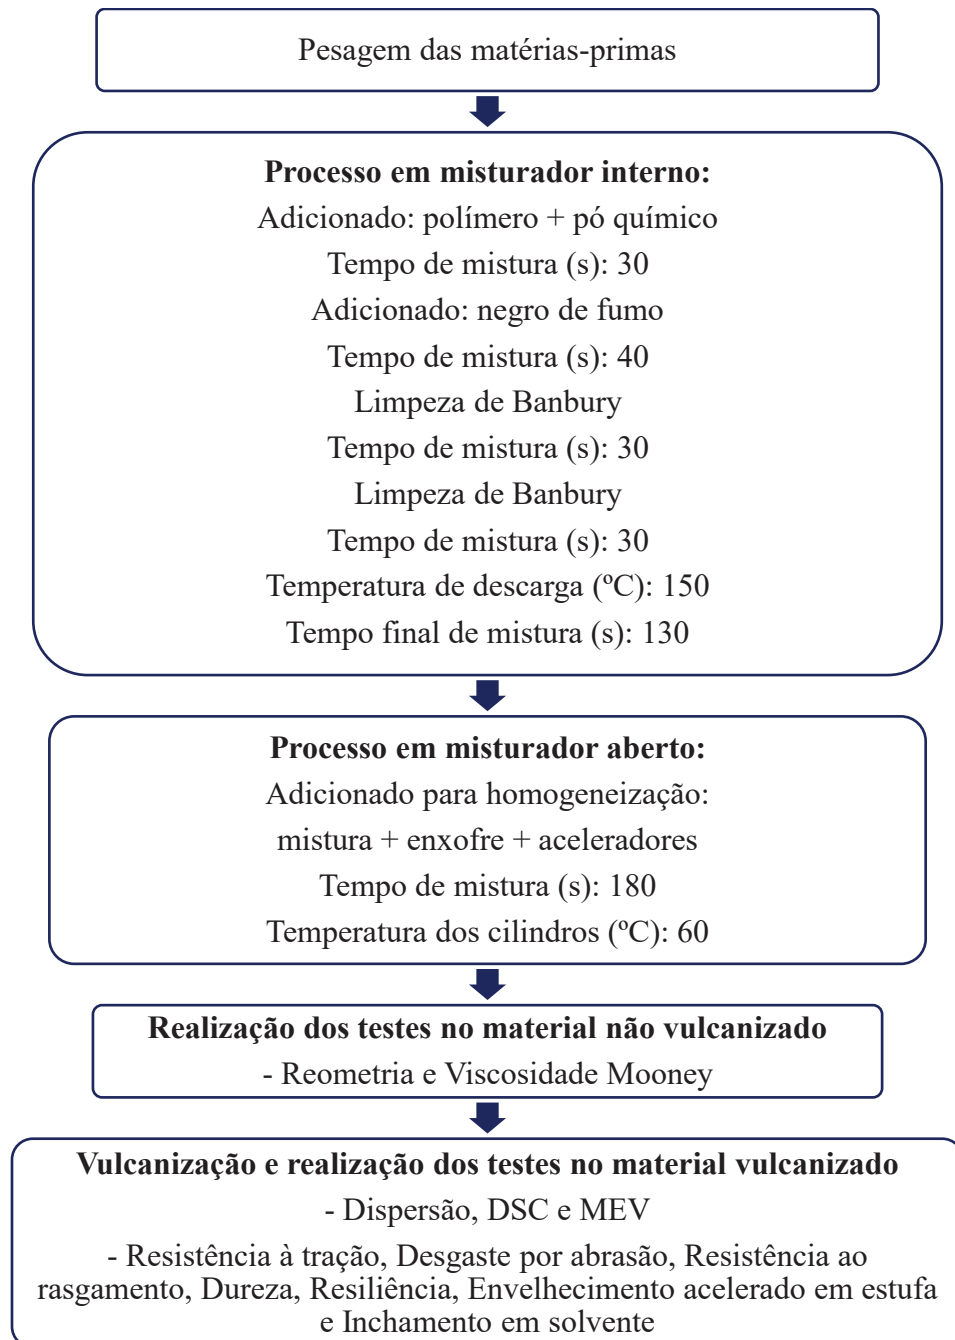 Pesagem das matérias-primas
Processo em misturador interno:
Adicionado: polímero + pó químico
Tempo de mistura (s): 30
Adicionado: negro de fumo
Tempo de mistura (s): 40
Limpeza de Banbury
Tempo de mistura (s): 30
Limpeza de Banbury
Tempo de mistura (s): 30
Temperatura de descarga (ºC): 150
Tempo final de mistura (s): 130
Processo em misturador aberto:
Adicionado para homogeneização:
mistura + enxofre + aceleradores
Tempo de mistura (s): 180
Temperatura dos cilindros (ºC): 60
Realização dos testes no material não vulcanizado
- Reometria e Viscosidade Mooney
Vulcanização e realização dos testes no material vulcanizado
- Dispersão, DSC e MEV
- Resistência à tração, Desgaste por abrasão, Resistência ao
rasgamento, Dureza, Resiliência, Envelhecimento acelerado em estufa
e Inchamento em solvente